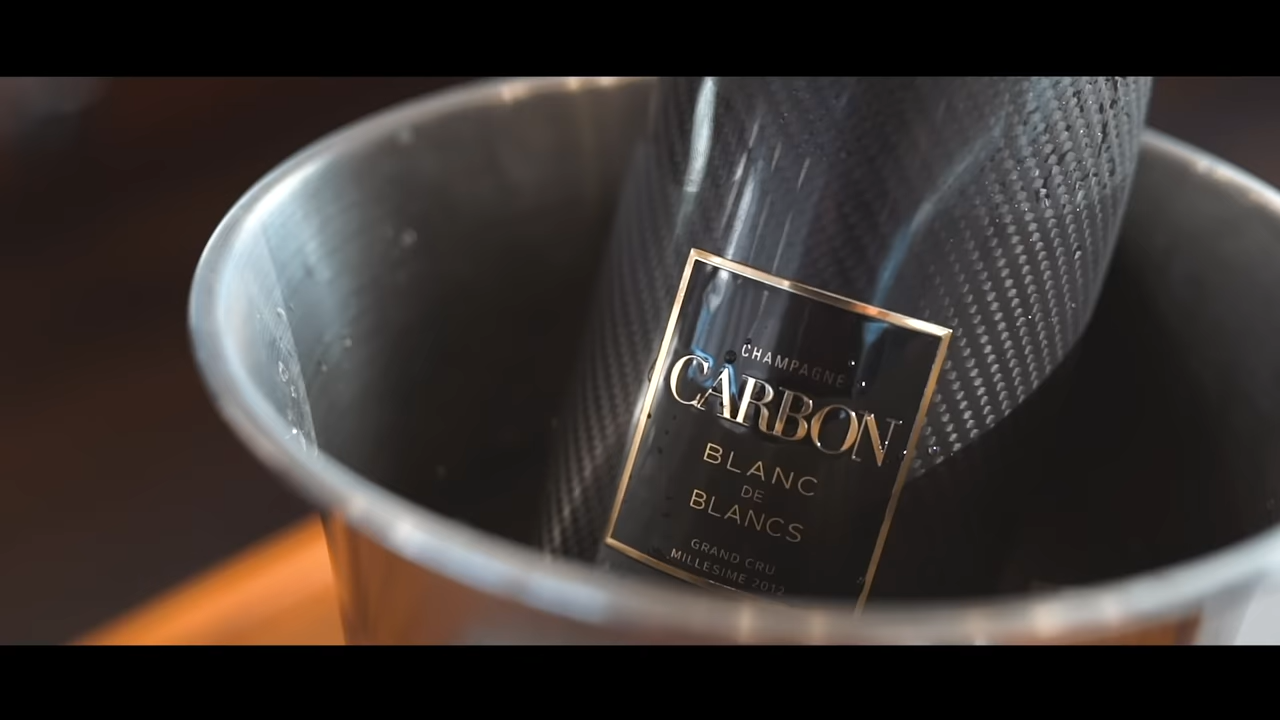 CHAMPAGNE
CARBON
BLANC
DE
BLANCS
GRAND CRU
MILLESIME 2012